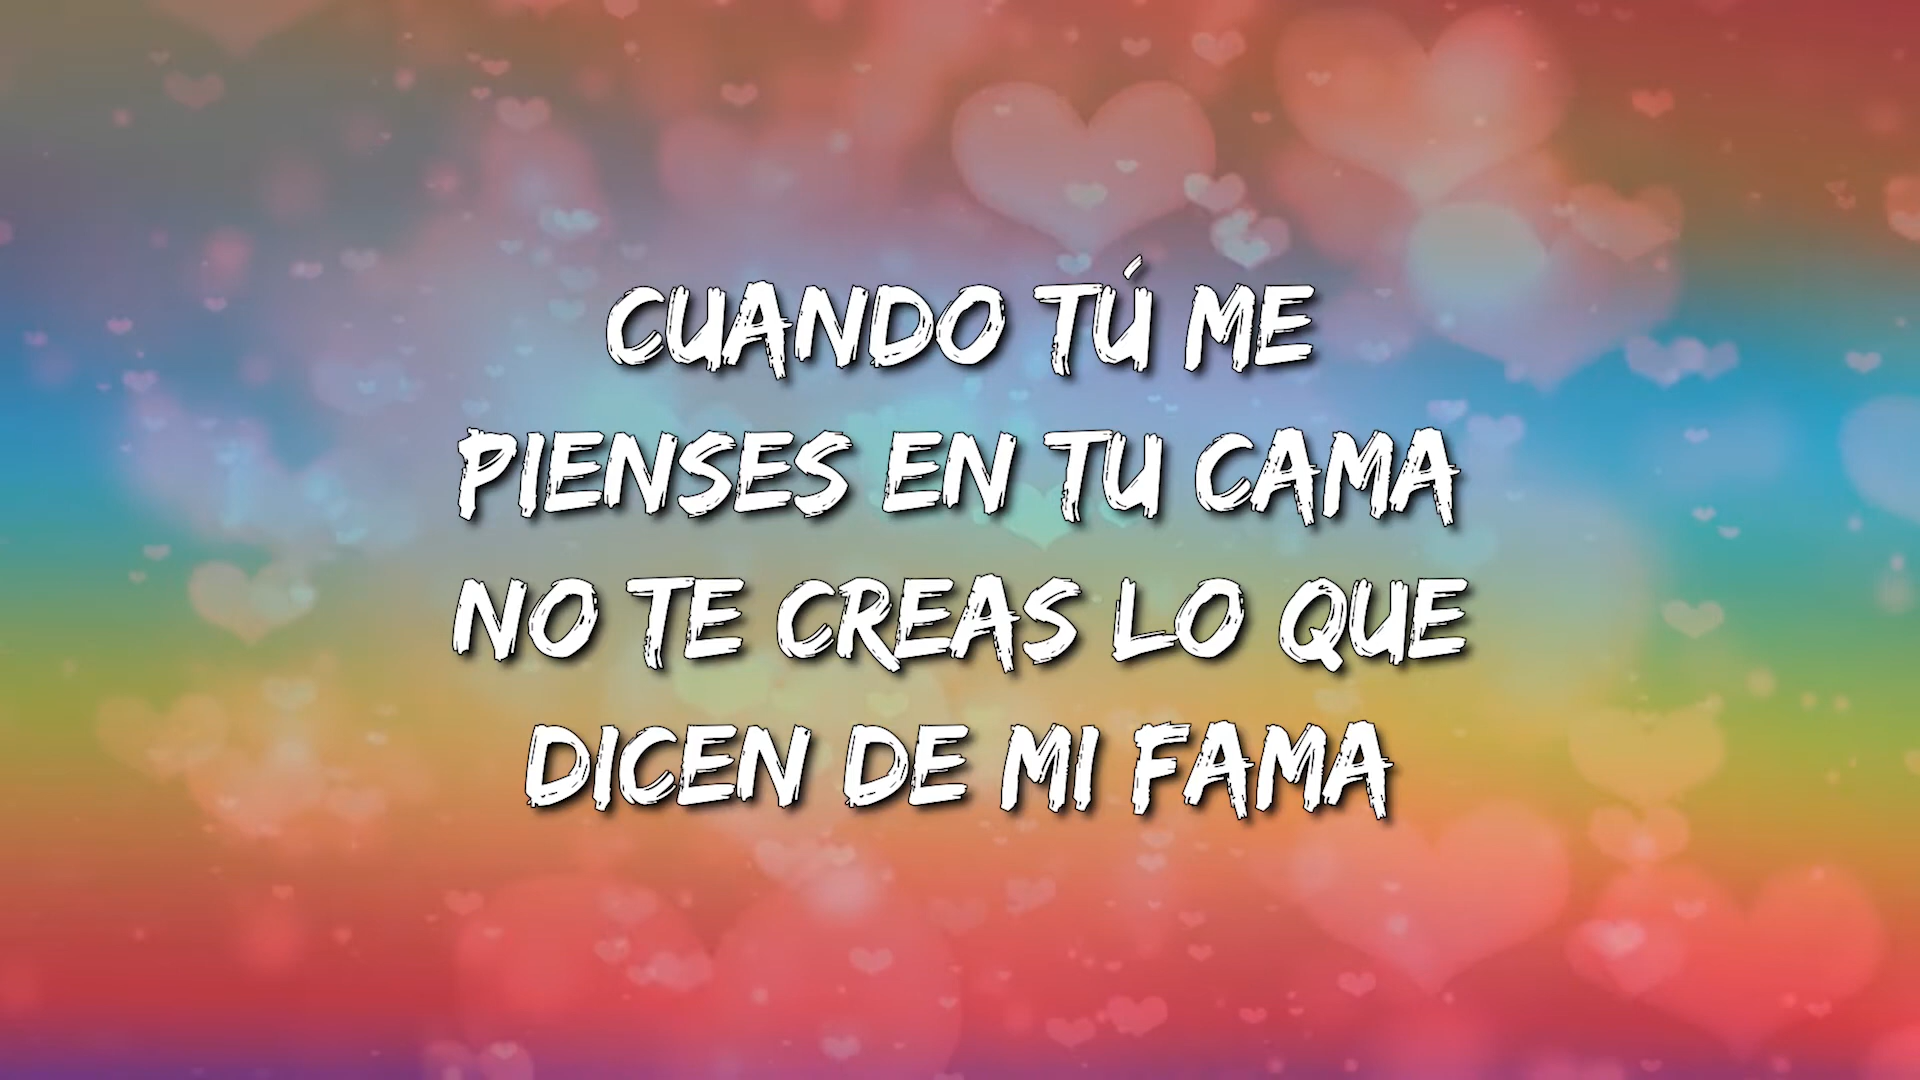 CUANDO TÚ ME
PIENSES EN TU CAMA
NO TE CREAS LO QUE
DICEN DE MI FAMA